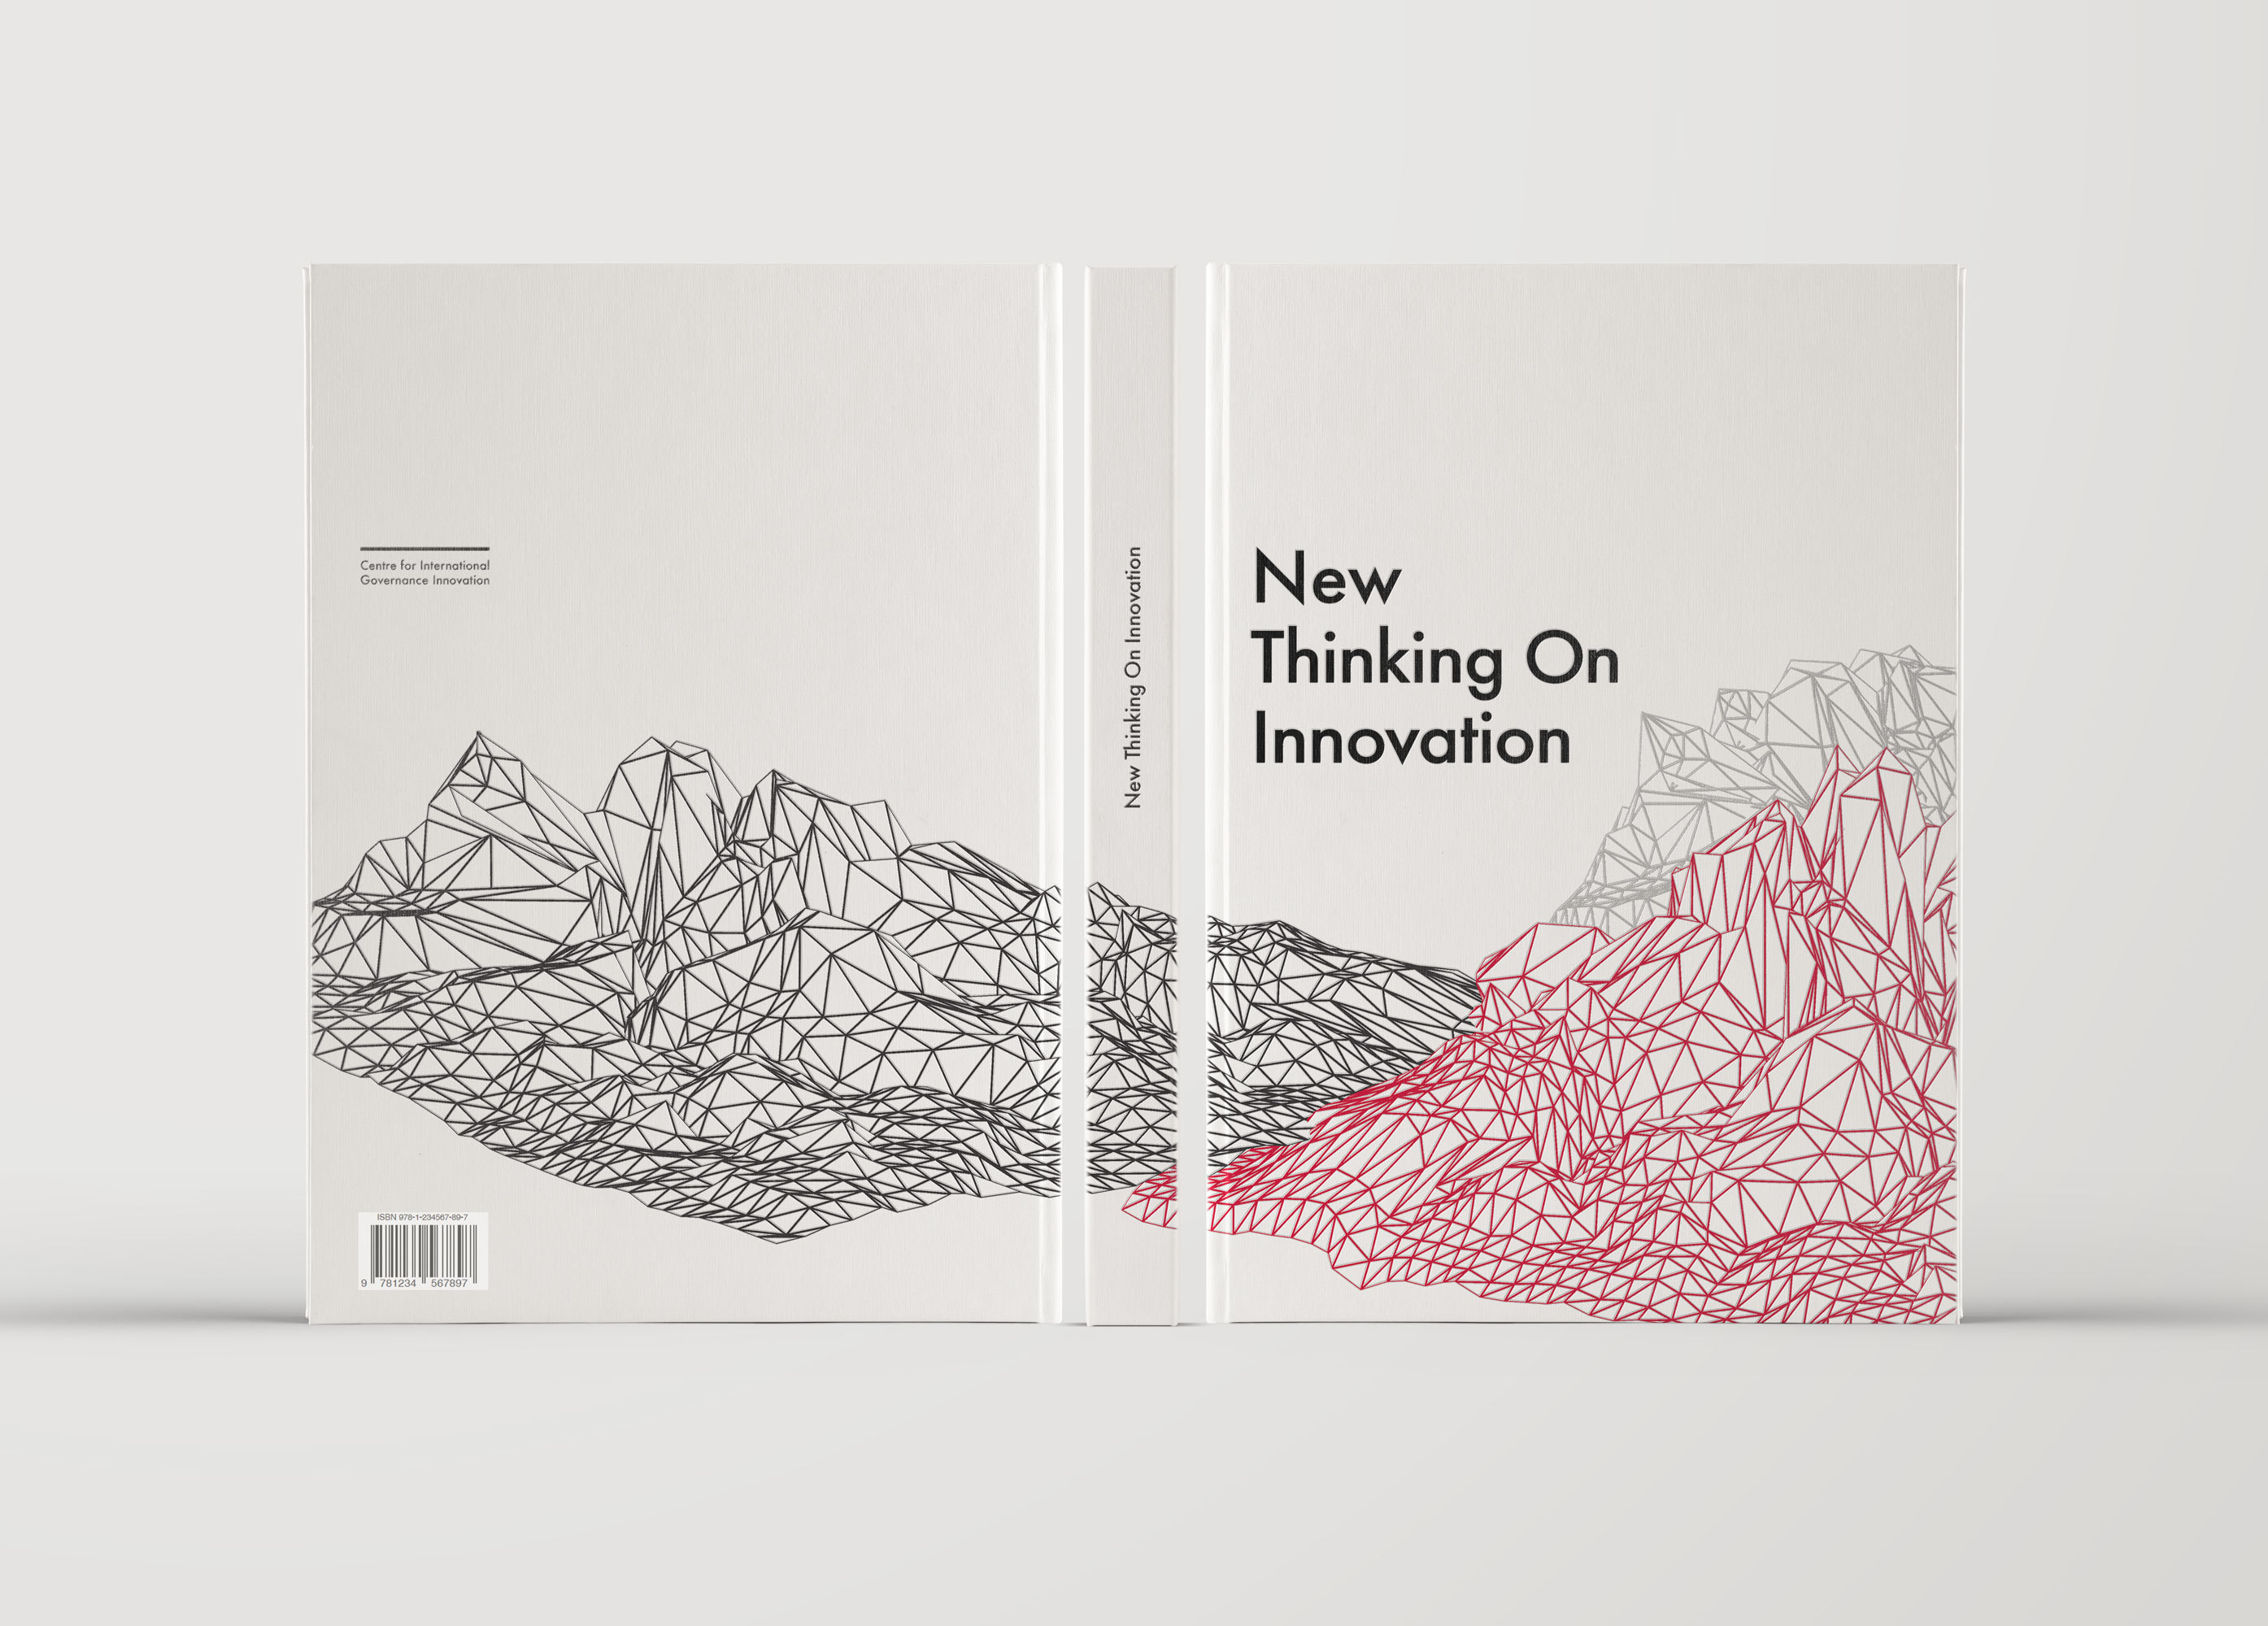 Centre for International
Governance Innovation
ISBN 978-1-234567-89-7
9 781234 567897
New Thinking On Innovation
New
Thinking On
Innovation